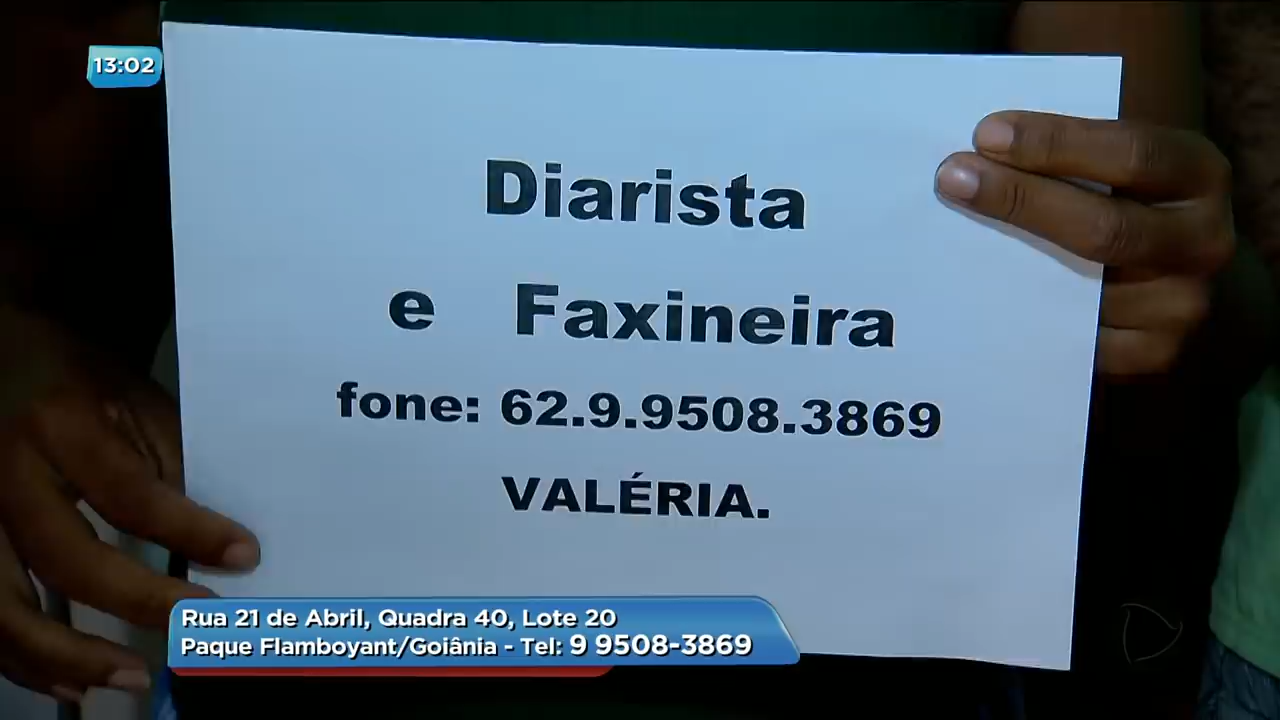 13:02
Diarista
e Faxineira
fone: 62.9.9508.3869
VALÉRIA.
Rua 21 de Abril, Quadra 40, Lote 20
Paque Flamboyant/Goiânia - Tel: 9 9508-3869